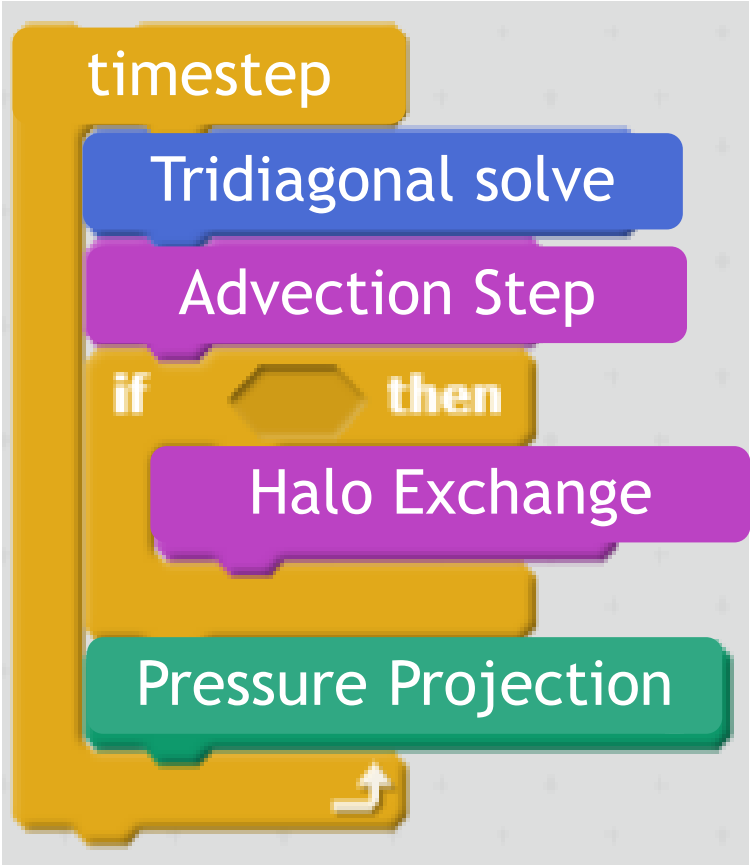 timestep
Tridiagonal solve
Advection Step
if then
Halo Exchange
Pressure Projection